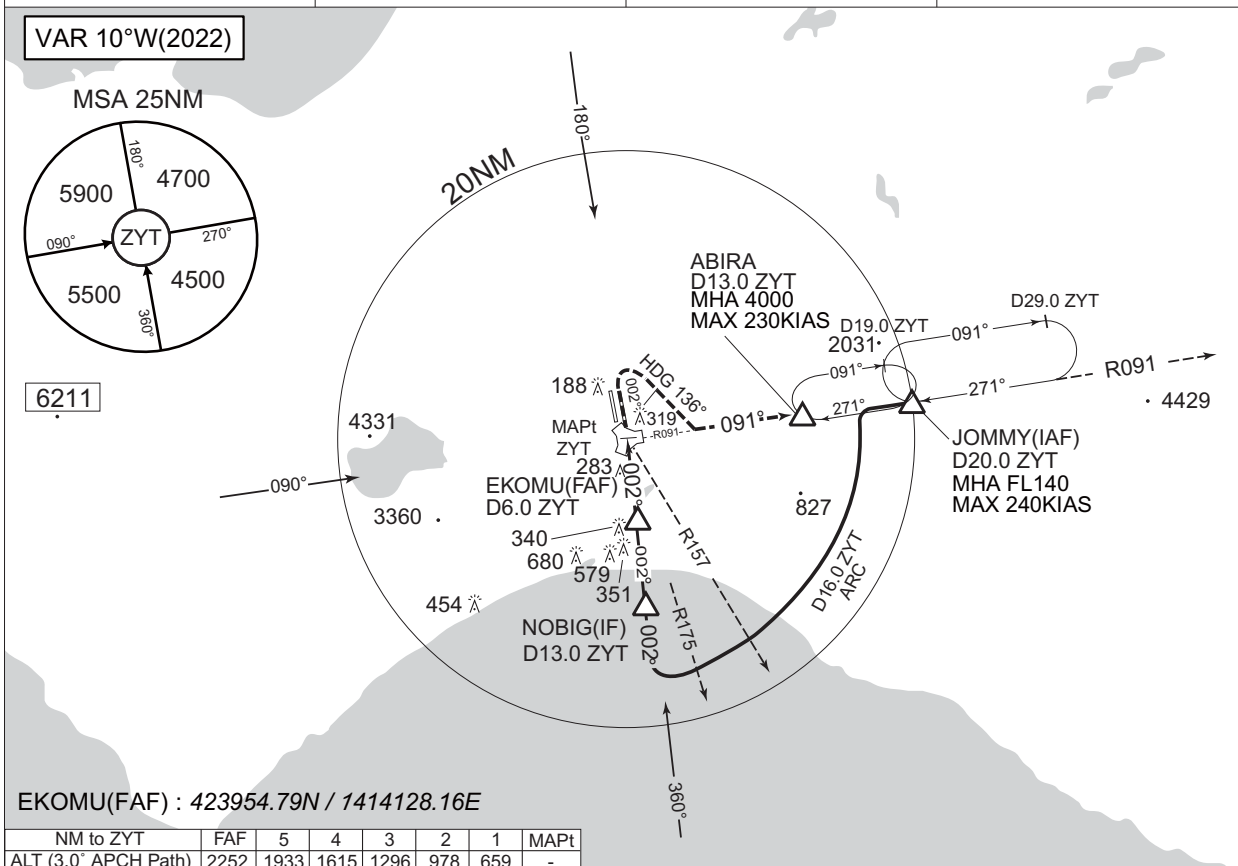 VAR 10°W(2022)
MSA 25NM
180°
5900
4700
090°
ZYT
270°
5500
4500
360°
6211
180°
20NM
ABIRA
D13.0 ZYT
MHA 4000
MAX 230KIAS
D19.0 ZYT
2031
D29.0 ZYT
091°
091°
271°
271°
R091
4429
188
002°
HDG 136°
319
091°
R091
MAPt
ZYT
283
4331
090°
3360
EKOMU(FAF)
D6.0 ZYT
002°
340
680
579
351
002°
454
NOBIG(IF)
D13.0 ZYT
002°
R157
R175
827
D16.0 ZYT
ARC
JOMMY(IAF)
D20.0 ZYT
MHA FL140
MAX 240KIAS
360°
EKOMU(FAF) : 423954.79N / 1414128.16E
NM to ZYT FAF 5 4 3 2 1 MAPt
ALT (3.0° APCH Path) 2252 1933 1615 1296 978 659 -